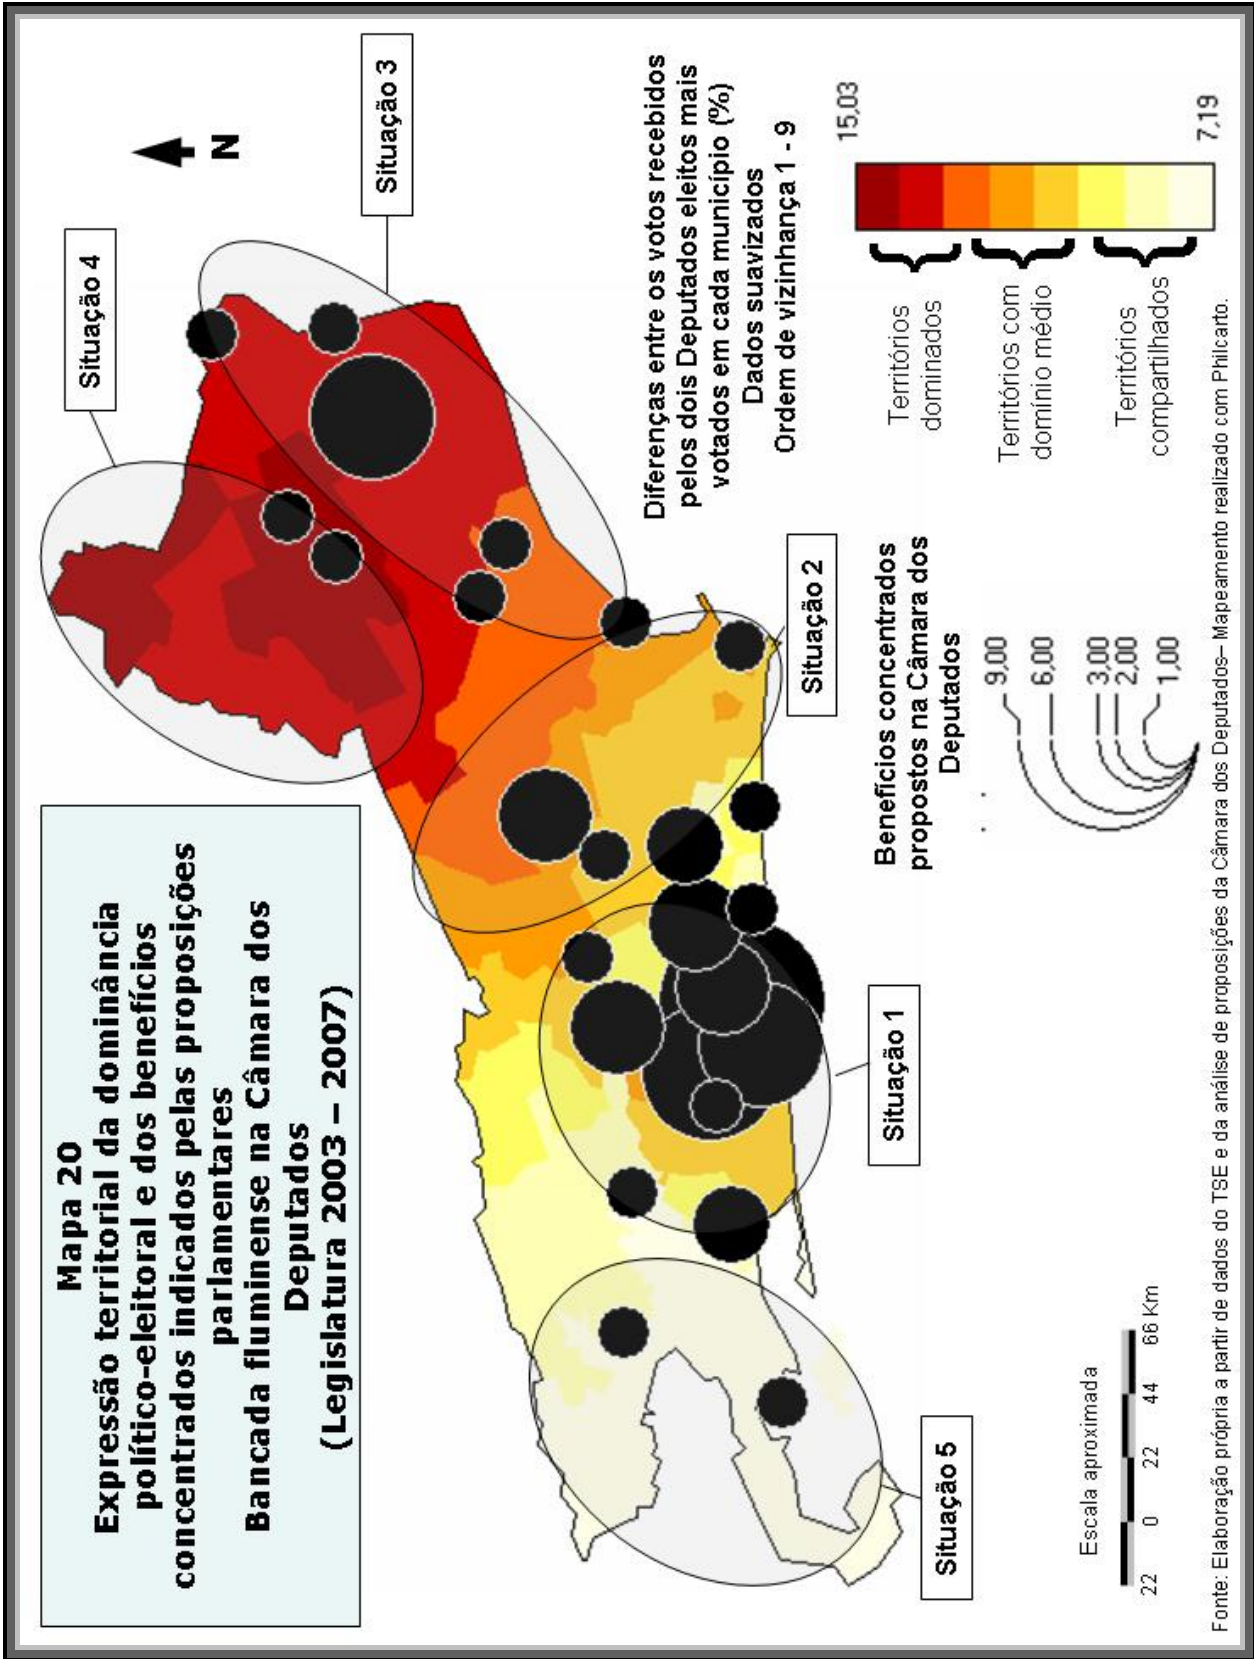 Mapa 20
Expressão territorial da dominância
político-eleitoral e dos benefícios
concentrados indicados pelas proposições
parlamentares
Bancada fluminense na Câmara dos
Deputados
(Legislatura 2003 – 2007)
Situação 4
Situação 3
N
Situação 2
Situação 1
Situação 5
Diferenças entre os votos recebidos
pelos dois Deputados eleitos mais
votados em cada município (%)
Dados suavizados
Ordem de vizinhança 1 - 9
15,03
7,19
Territórios
dominados
Territórios com
domínio médio
Territórios
compartilhados
Benefícios concentrados
propostos na Câmara dos
Deputados
9,00
6,00
3,00
2,00
1,00
Escala aproximada
22 0 22 44 66 Km
Fonte: Elaboração própria a partir de dados do TSE e da análise de proposições da Câmara dos Deputados– Mapeamento realizado com Philcarto.